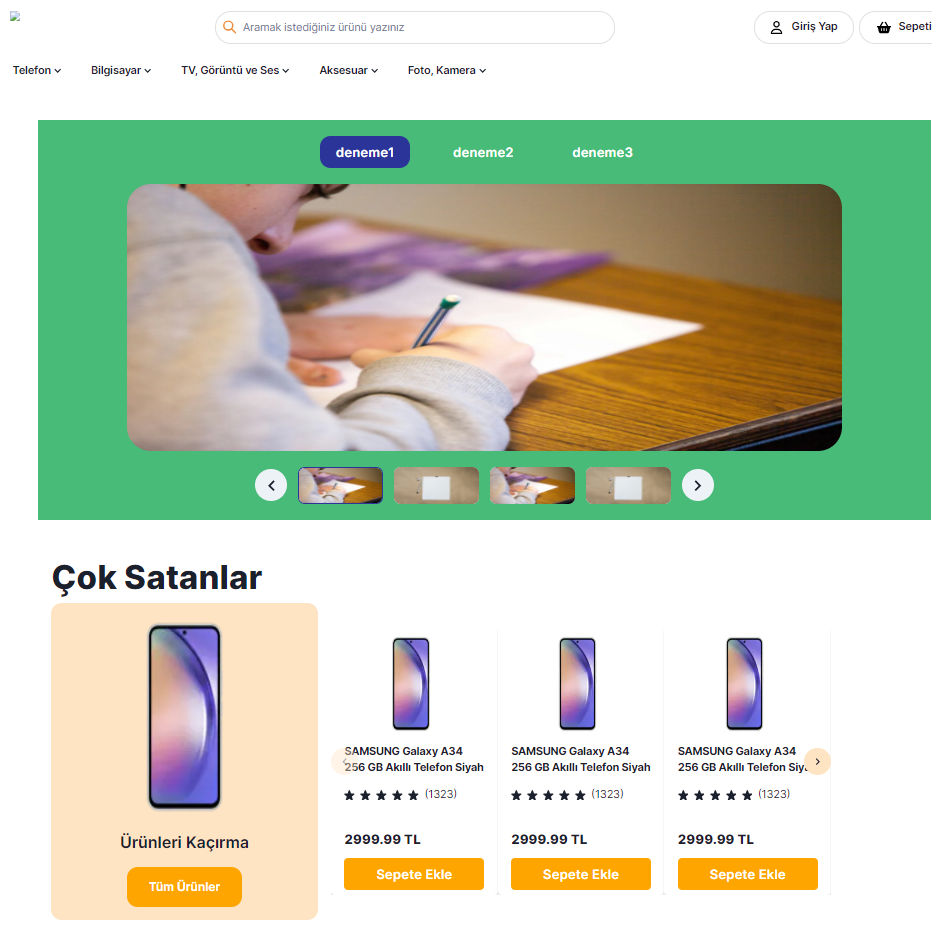 Aramak istediğiniz ürünü yazınız
Giriş Yap
Sepeti
Telefon
Bilgisayar
TV, Görüntü ve Ses
Aksesuar
Foto, Kamera
deneme1
deneme2
deneme3
Çok Satanlar
Ürünleri Kaçırma
Tüm Ürünler
SAMSUNG Galaxy A34
256 GB Akıllı Telefon Siyah
(1323)
2999.99 TL
Sepete Ekle
SAMSUNG Galaxy A34
256 GB Akıllı Telefon Siyah
(1323)
2999.99 TL
Sepete Ekle
SAMSUNG Galaxy A34
256 GB Akıllı Telefon Siyah
(1323)
2999.99 TL
Sepete Ekle